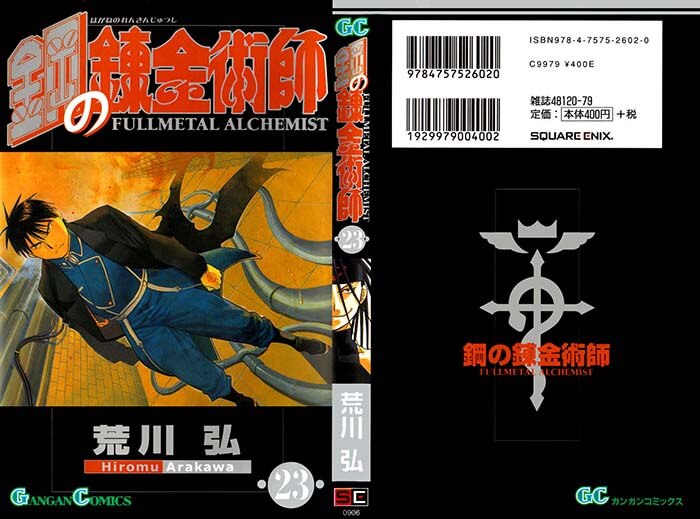 はがねのれんきんじゅつし
鋼の錬金術師
FULLMETAL ALCHEMIST
荒川 弘
Hiromu Arakawa
GANGAN COMICS
23
GC
鋼の錬金術師
FULLMETAL ALCHEMIST
23
荒川 弘
SE
0906
9784757526020
1929979004002
ISBN978-4-7575-2602-0
C9979 ¥400E
雑誌48120-79
定価：本体400円 +税
SQUARE ENIX.
鋼の錬金術師
FULLMETAL ALCHEMIST
GC ガンガンコミックス